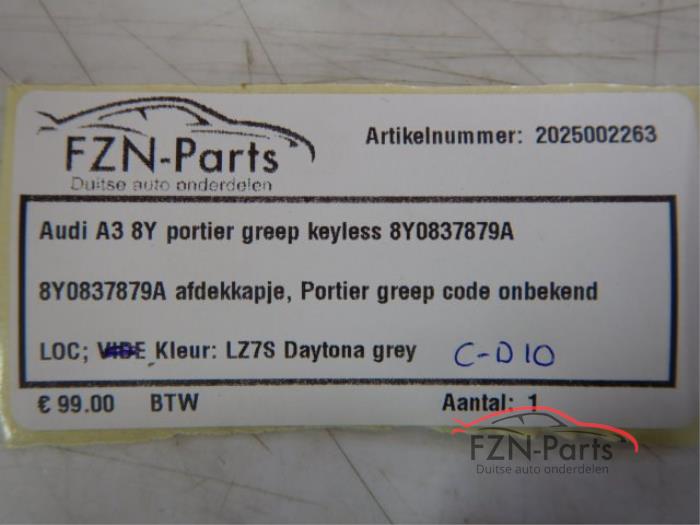 FZN-Parts
Duitse auto onderdelen
Artikelnummer: 2025002263
Audi A3 8Y portier greep keyless 8Y0837879A
8Y0837879A afdekkapje, Portier greep code onbekend
LOC; Kleur: LZ7S Daytona grey C-D10
€ 99.00 BTW Aantal: 1
FZN-Parts
Duitse auto onderdelen